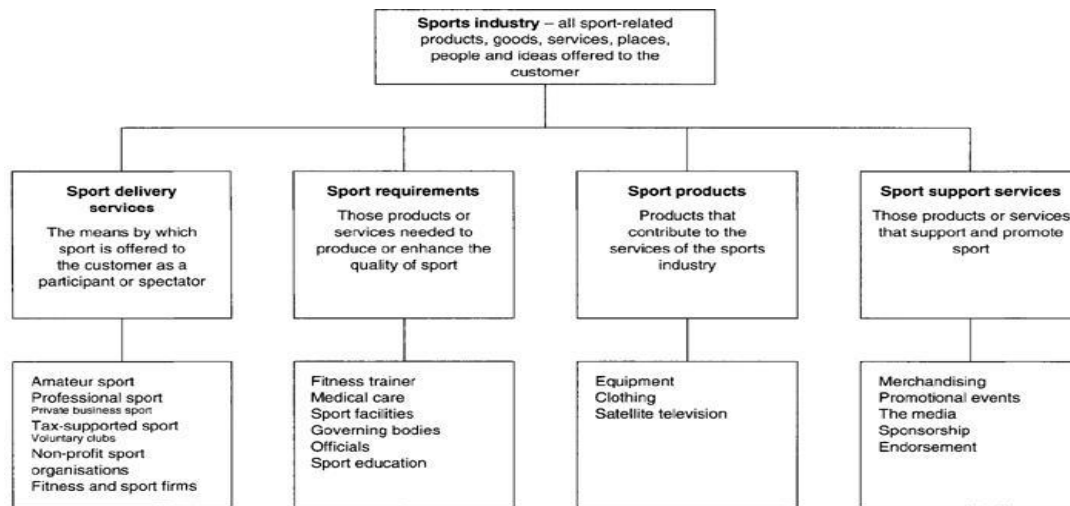 Sports industry – all sport-related
products, goods, services, places,
people and ideas offered to the
customer
Sport delivery
services
The means by which
sport is offered to
the customer as a
participant or spectator
Sport requirements
Those products or
services needed to
produce or enhance the
quality of sport
Sport products
Products that
contribute to the
services of the sports
industry
Sport support services
Those products or services
that support and promote
sport
Amateur sport
Professional sport
Private business sport
Tax-supported sport
Voluntary clubs
Non-profit sport
organisations
Fitness and sport firms
Fitness trainer
Medical care
Sport facilities
Governing bodies
Officials
Sport education
Equipment
Clothing
Satellite television
Merchandising
Promotional events
The media
Sponsorship
Endorsement